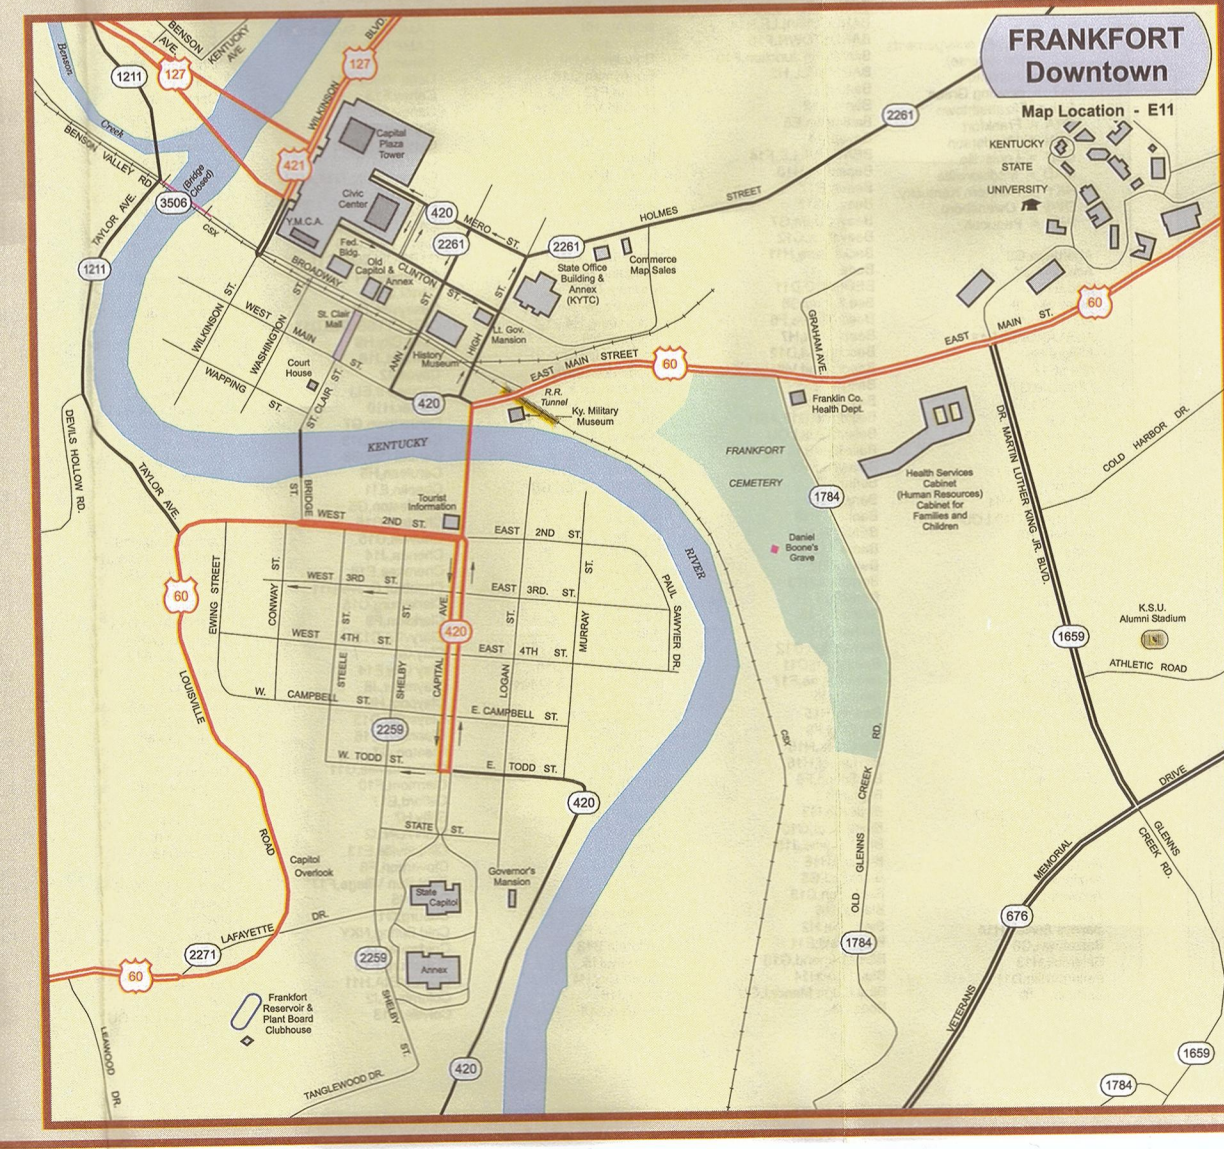 FRANKFORT
Downtown
Map Location - E11
BENSON
AVE.
KENTUCKY
AVE.
BLVD.
127
127
1211
Benson
Creek
WILKINSON
2261
Capital
Plaza
Tower
KENTUCKY
STATE
UNIVERSITY
BENSON VALLEY RD
(Bridge
Closed)
421
3506
CSX
Civic
Center
Y.M.C.A.
420
MERO ST.
HOLMES STREET
2261
2261
TAYLOR AVE.
1211
Fed.
Bldg.
Old
Capitol &
Annex
BROADWAY
CLINTON ST.
State Office
Building &
Annex
(KYTC)
Commerce
Map Sales
60
EAST MAIN ST.
WILKINSON ST.
WEST MAIN ST.
WASHINGTON ST.
WAPPING ST.
St. Clair
Mall
Court
House
ST. CLAIR ST.
ANN ST.
HIGH ST.
History
Museum
Lt. Gov.
Mansion
420
EAST MAIN STREET
60
GRAHAM AVE.
R.R.
Tunnel
Ky. Military
Museum
Franklin Co.
Health Dept.
DEVILS HOLLOW RD.
KENTUCKY
RIVER
FRANKFORT
CEMETERY
DR. MARTIN LUTHER KING JR. BLVD.
COLD HARBOR DR.
Health Services
Cabinet
(Human Resources)
Cabinet for
Families and
Children
TAYLOR AVE
BRIDGE ST.
Tourist
Information
1784
WEST 2ND ST.
EAST 2ND ST.
Daniel
Boone's
Grave
60
EWING STREET
CONWAY ST.
WEST 3RD ST.
EAST 3RD. ST.
STEELE ST.
SHELBY ST.
CAPITAL AVE.
LOGAN ST.
MURRAY ST.
PAUL SAWYIER DR.
420
WEST 4TH ST.
EAST 4TH ST.
K.S.U.
Alumni Stadium
1659
ATHLETIC ROAD
LOUISVILLE ROAD
W. CAMPBELL ST.
E. CAMPBELL ST.
2259
CSX
W. TODD ST.
E. TODD ST.
420
STATE ST.
OLD GLENNS CREEK RD.
VETERANS MEMORIAL DRIVE
GLENNS
CREEK RD.
Capitol
Overlook
Governor's
Mansion
State
Capitol
LAFAYETTE DR.
2271
2259
Annex
60
676
1784
Frankfort
Reservoir &
Plant Board
Clubhouse
SHELBY ST.
LEAWOOD DR.
TANGLEWOOD DR.
420
1659
1784